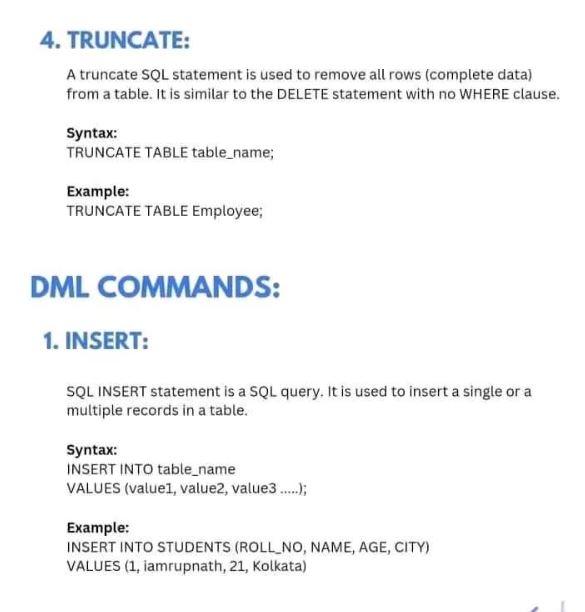 4. TRUNCATE:
A truncate SQL statement is used to remove all rows (complete data)
from a table. It is similar to the DELETE statement with no WHERE clause.
Syntax:
TRUNCATE TABLE table_name;
Example:
TRUNCATE TABLE Employee;
DML COMMANDS:
1. INSERT:
SQL INSERT statement is a SQL query. It is used to insert a single or a
multiple records in a table.
Syntax:
INSERT INTO table_name
VALUES (value1, value2, value3 .....);
Example:
INSERT INTO STUDENTS (ROLL_NO, NAME, AGE, CITY)
VALUES (1, iamrupnath, 21, Kolkata)